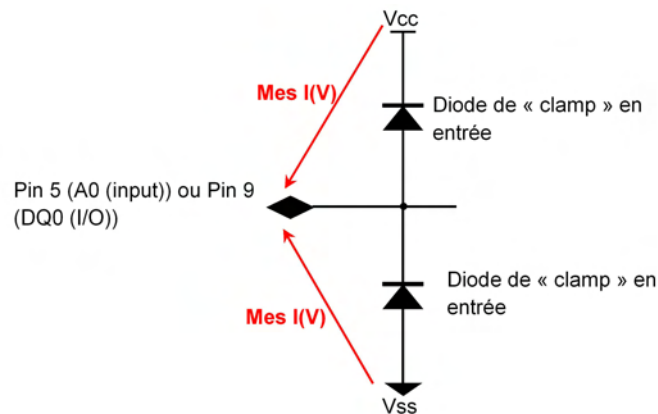 Vcc
Mes I(V)
Diode de « clamp » en
entrée
Pin 5 (A0 (input)) ou Pin 9
(DQ0 (I/O))
Diode de « clamp » en
entrée
Mes I(V)
Vss